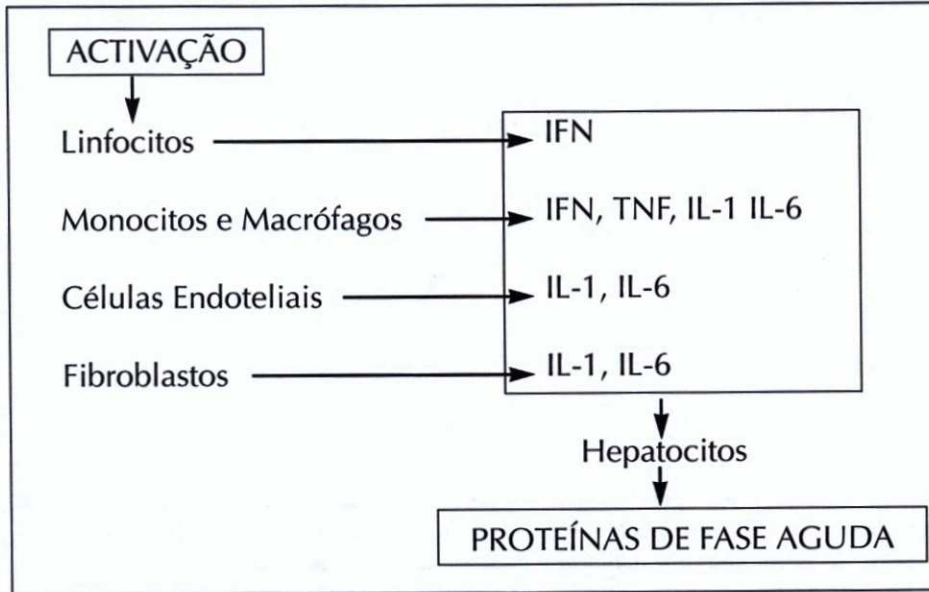 ACTIVAÇÃO
Linfocitos
IFN
Monocitos e Macrófagos
IFN, TNF, IL-1 IL-6
Células Endoteliais
IL-1, IL-6
Fibroblastos
IL-1, IL-6
Hepatocitos
PROTEÍNAS DE FASE AGUDA